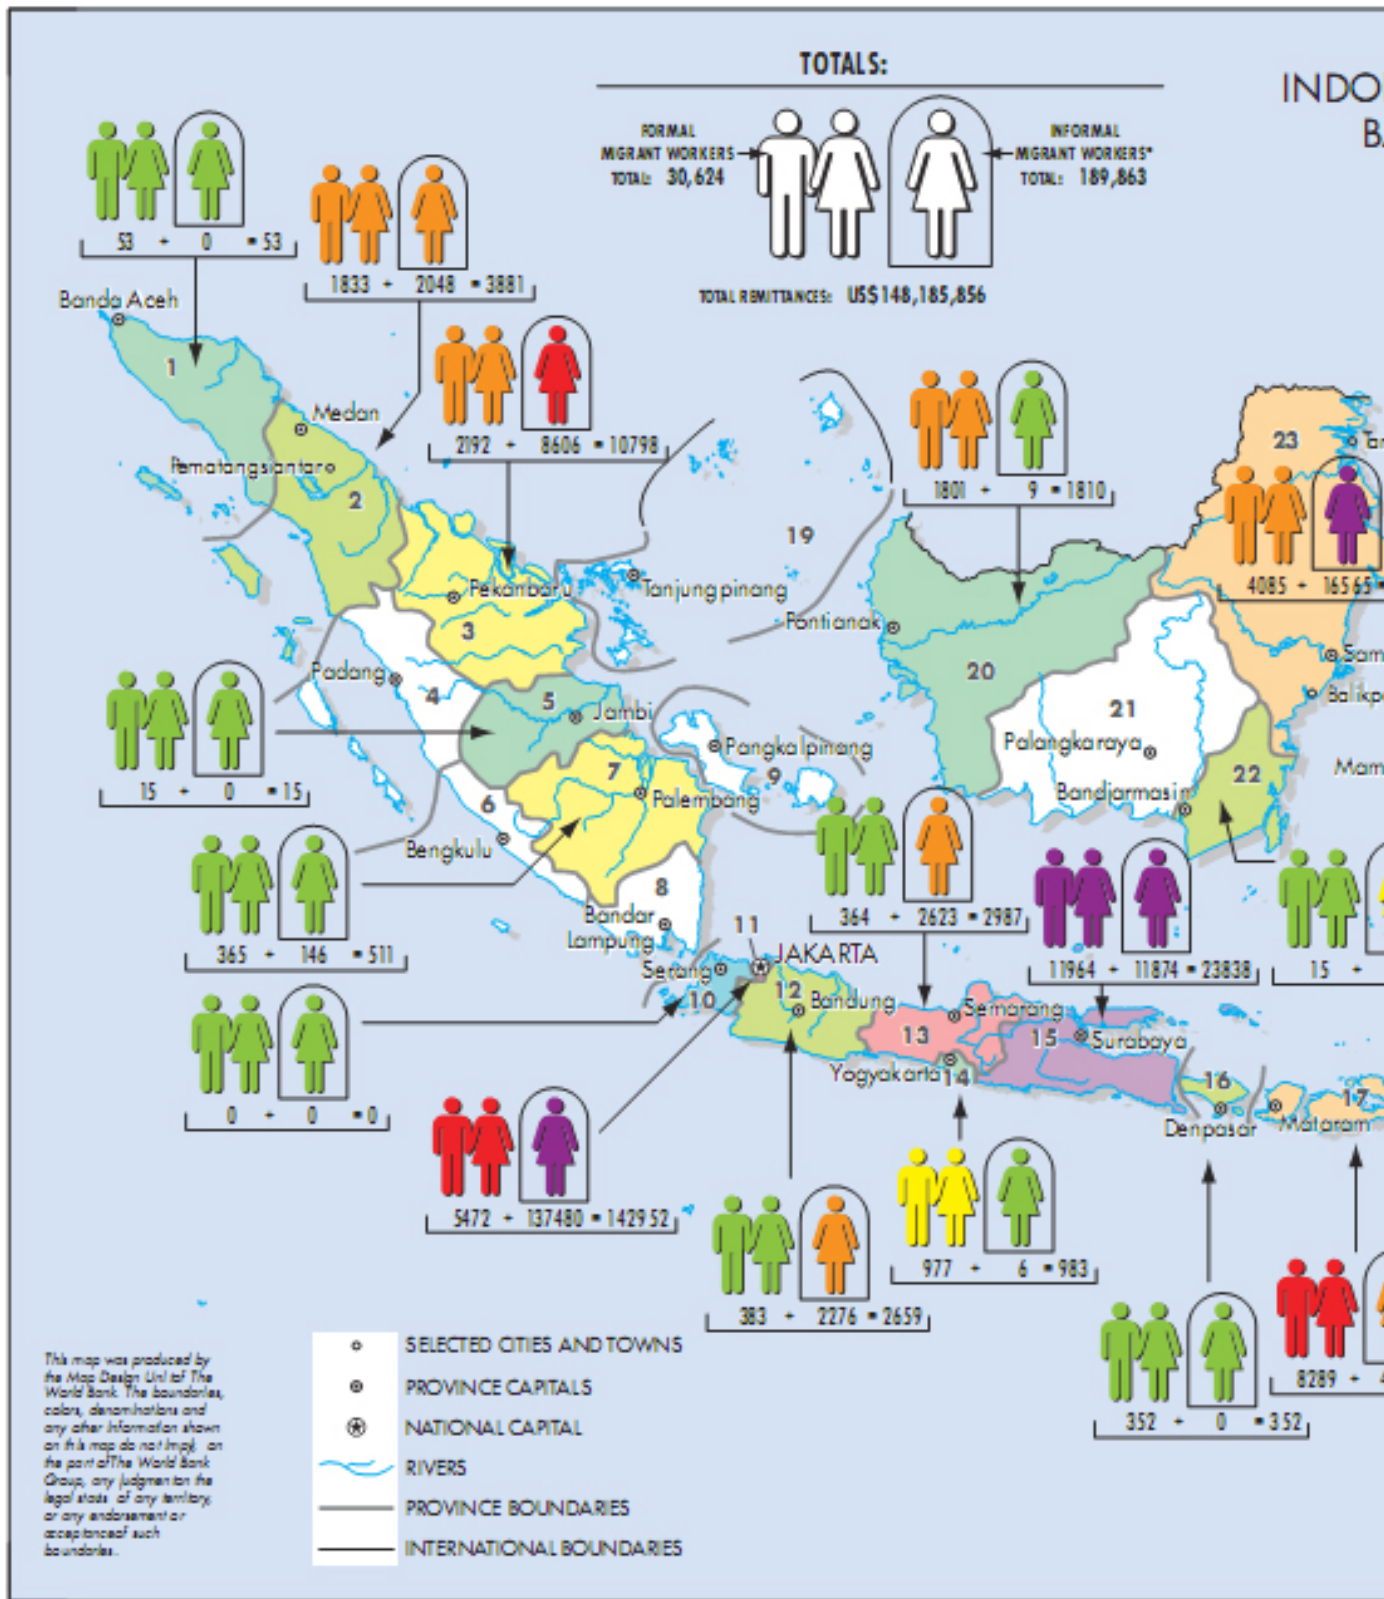 TOTALS:
INDO
BA
FORMAL
MIGRANT WORKERS
TOTAL: 30,624
INFORMAL
MIGRANT WORKERS*
TOTAL: 189,863
TOTAL REMITTANCES: US$148,185,856
53 + 0 = 53
1833 + 2048 = 3881
2192 + 8606 = 10798
1801 + 9 = 1810
4085 + 16565 =
Banda Aceh
1
Medan
Pematangsiantar
2
23
Tar
19
Pekanbaru
Tanjungpinang
3
Pontianak
Sam
Padang
20
4
5
Jambi
21
Balikp
15 + 0 = 15
Pangkalpinang
Palangkaraya
7
9
22
Mam
6
Palembang
Bandjarmasin
Bengkulu
8
365 + 146 = 511
Bandar
Lampung
364 + 2623 = 2987
11964 + 11874 = 23838
15 +
11
JAKARTA
Serang
10
12
Bandung
Semarang
13
15
Surabaya
Yogyakarta
14
16
17
Denpasar
Mataram
0 + 0 = 0
5472 + 137480 = 142952
383 + 2276 = 2659
977 + 6 = 983
352 + 0 = 352
8289 + 4
SELECTED CITIES AND TOWNS
PROVINCE CAPITALS
NATIONAL CAPITAL
RIVERS
PROVINCE BOUNDARIES
INTERNATIONAL BOUNDARIES
This map was produced by
the Map Design Unit of The
World Bank. The boundaries,
colors, denominations and
any other information shown
on this map do not imply, on
the part of The World Bank
Group, any judgment on the
legal status of any territory,
or any endorsement or
acceptance of such
boundaries.